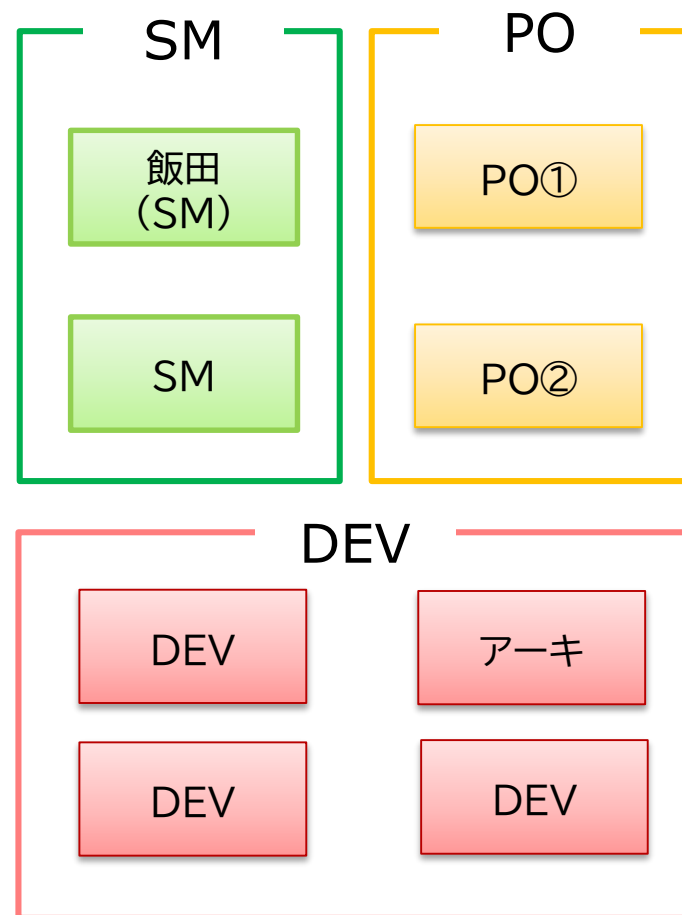 SM
飯田
（SM）
SM
PO
PO①
PO②
DEV
DEV
アーキ
DEV
DEV